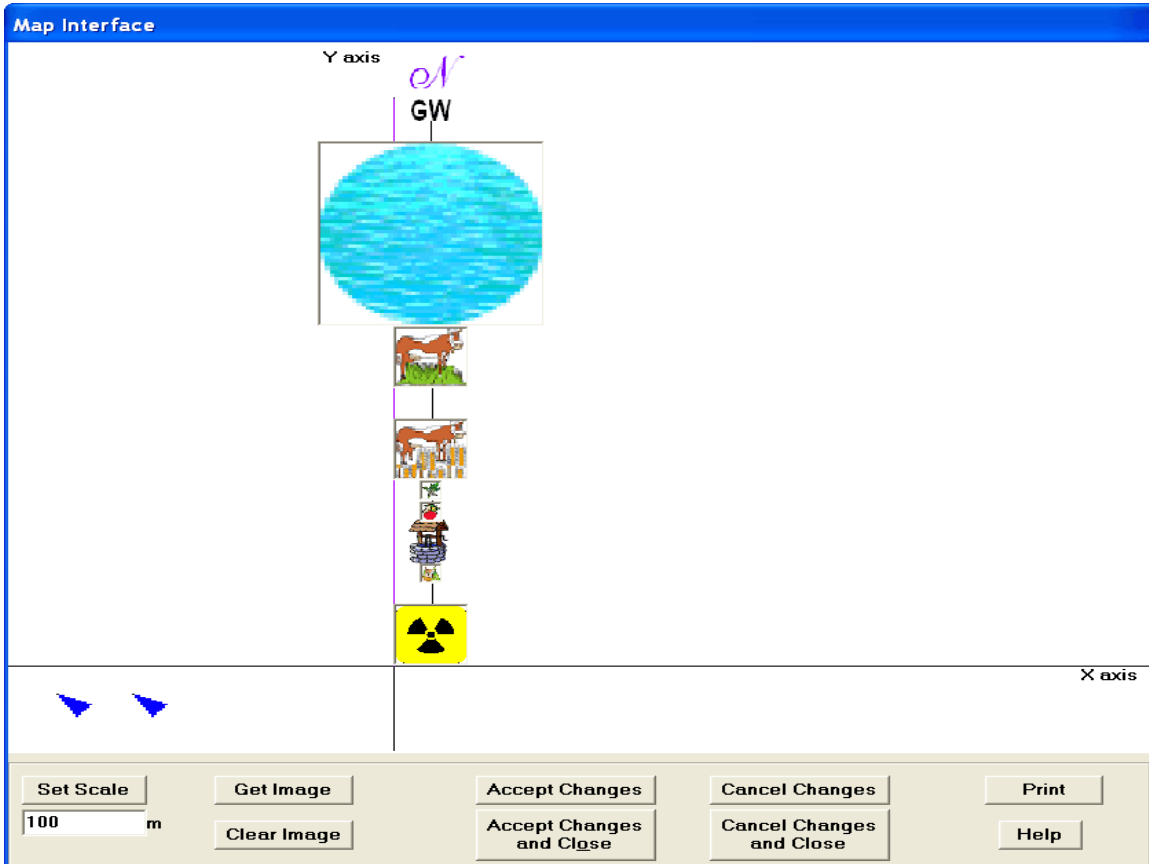 Map Interface
Y axis
N
GW
X axis
Set Scale
Get Image
Accept Changes
Cancel Changes
Print
100 m
Clear Image
Accept Changes
and Close
Cancel Changes
and Close
Help